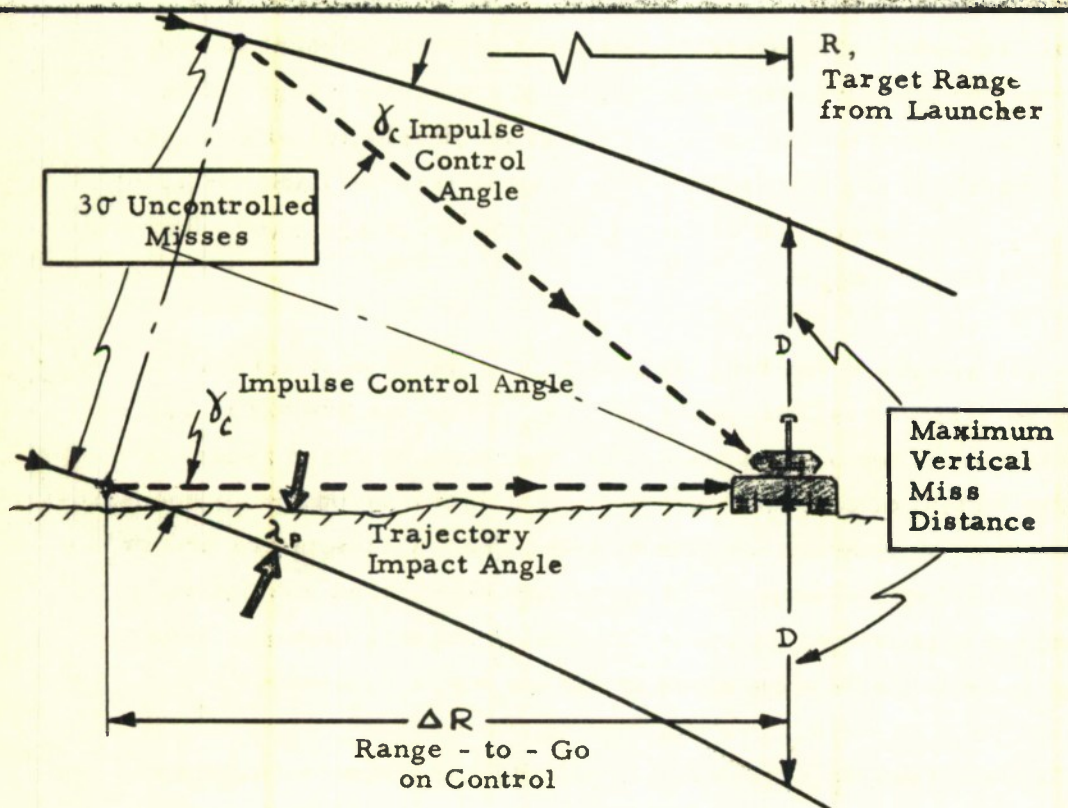 R,
Target Range
from Launcher
γc Impulse
Control
Angle
3σ Uncontrolled
Misses
D
Impulse Control Angle
γc
Maximum
Vertical
Miss
Distance
λP
Trajectory
Impact Angle
D
ΔR
Range - to - Go
on Control